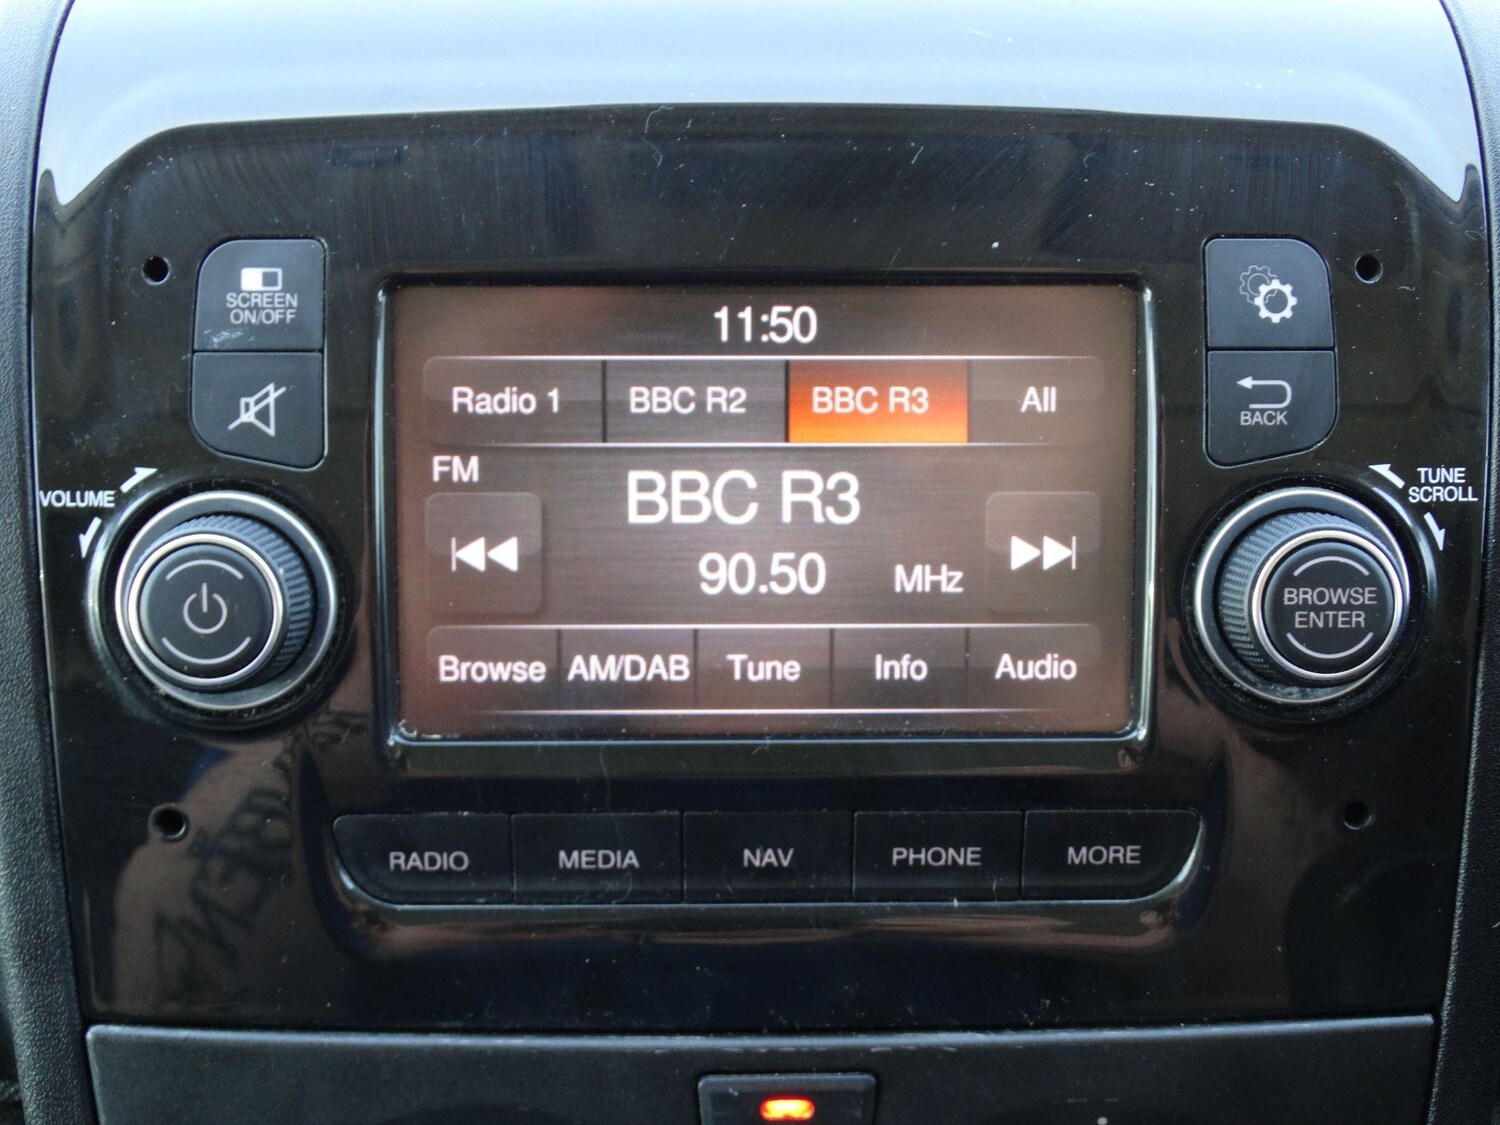 11:50
SCREEN
ON/OFF
Radio 1 BBC R2 BBC R3 All
BACK
FM
BBC R3
VOLUME
TUNE
SCROLL
90.50 MHz
BROWSE
ENTER
Browse AM/DAB Tune Info Audio
RADIO MEDIA NAV PHONE MORE